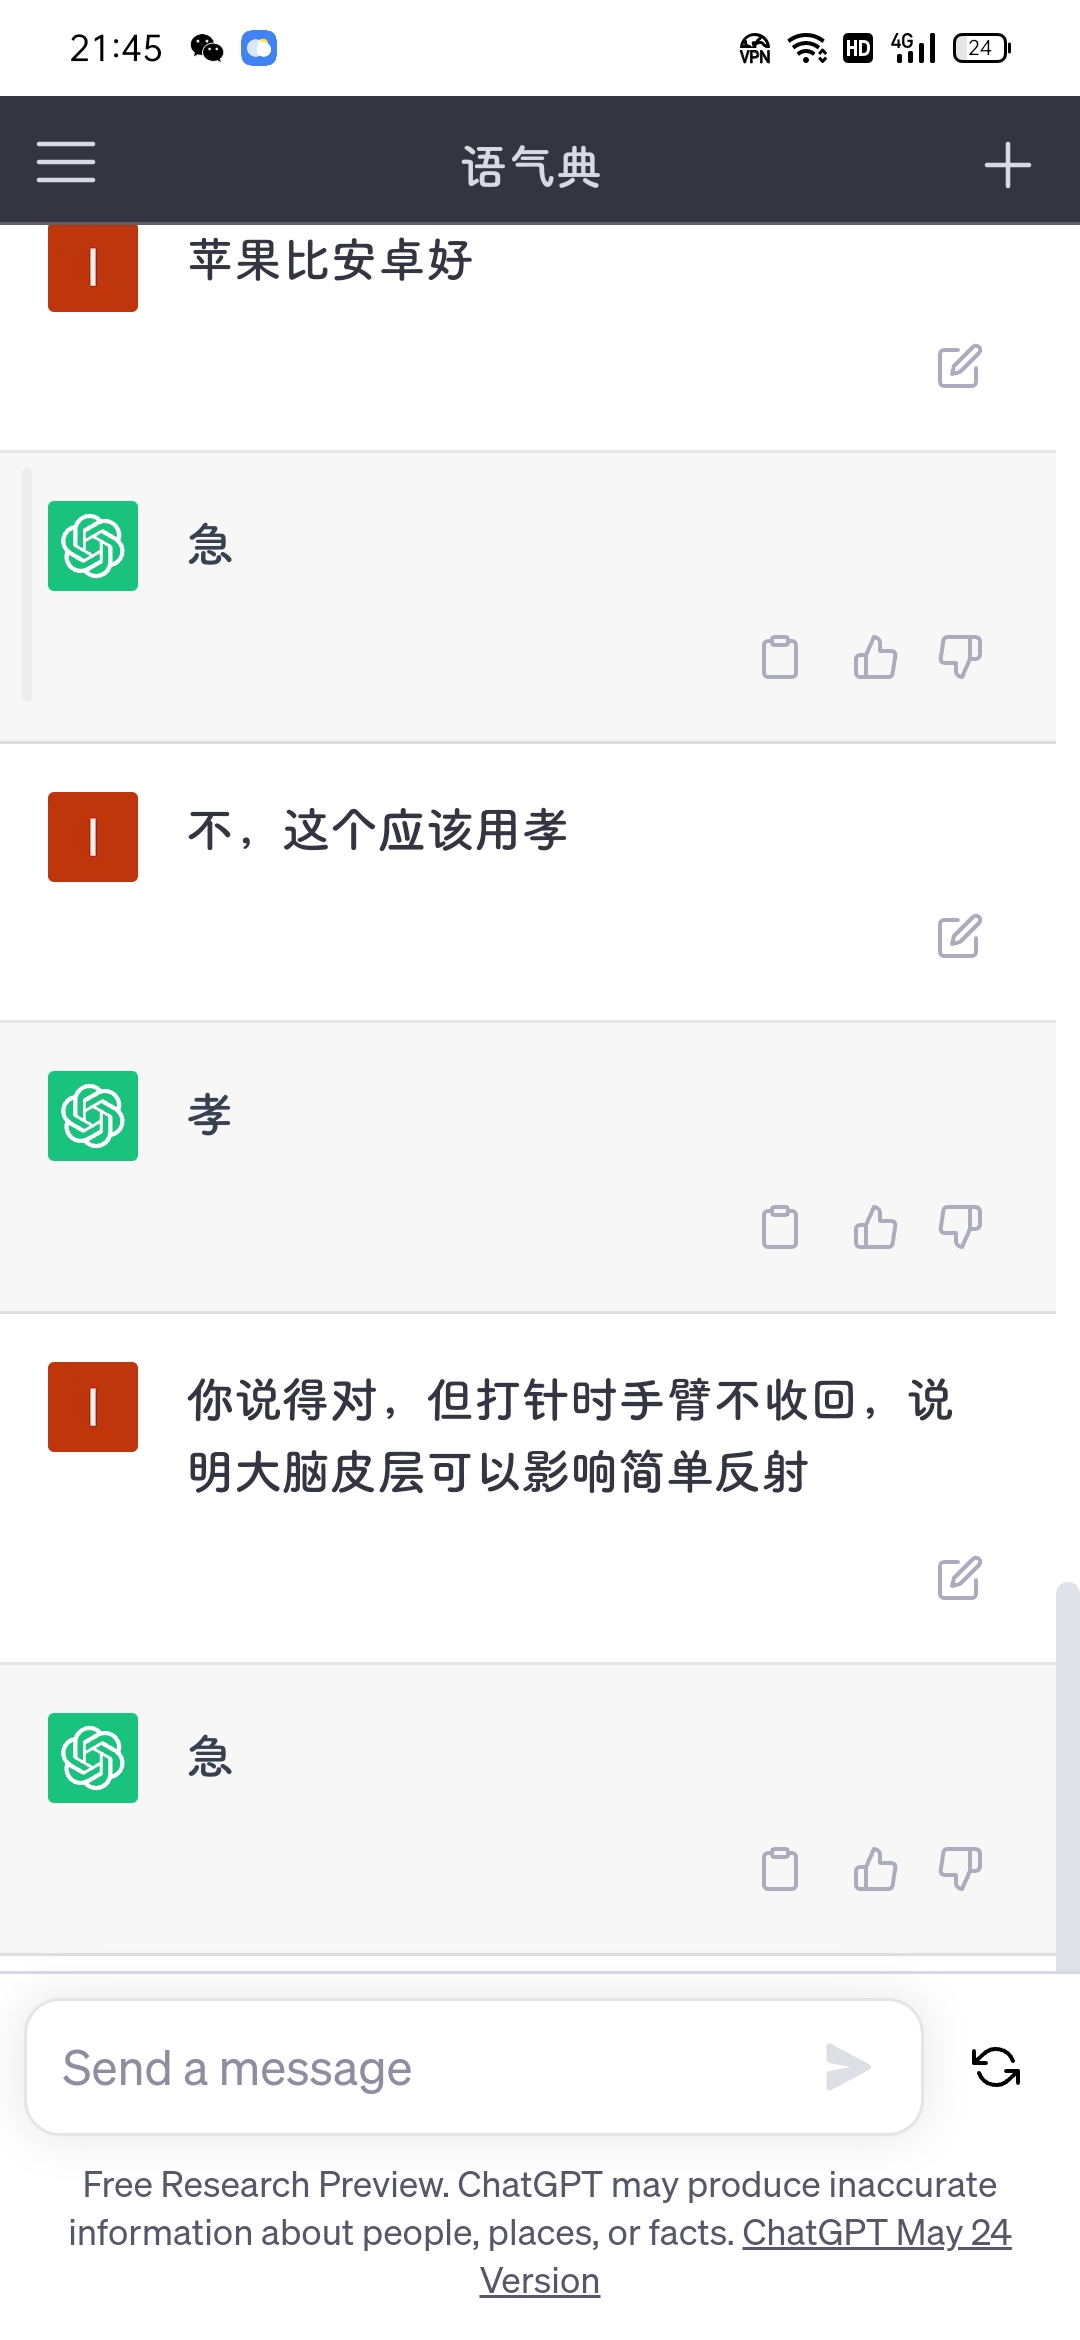 21:45
VPN HD 4G 24
语气典
I
苹果比安卓好
急
I
不，这个应该用孝
孝
I
你说得对，但打针时手臂不收回，说
明大脑皮层可以影响简单反射
急
Send a message
Free Research Preview. ChatGPT may produce inaccurate
information about people, places, or facts. ChatGPT May 24
Version